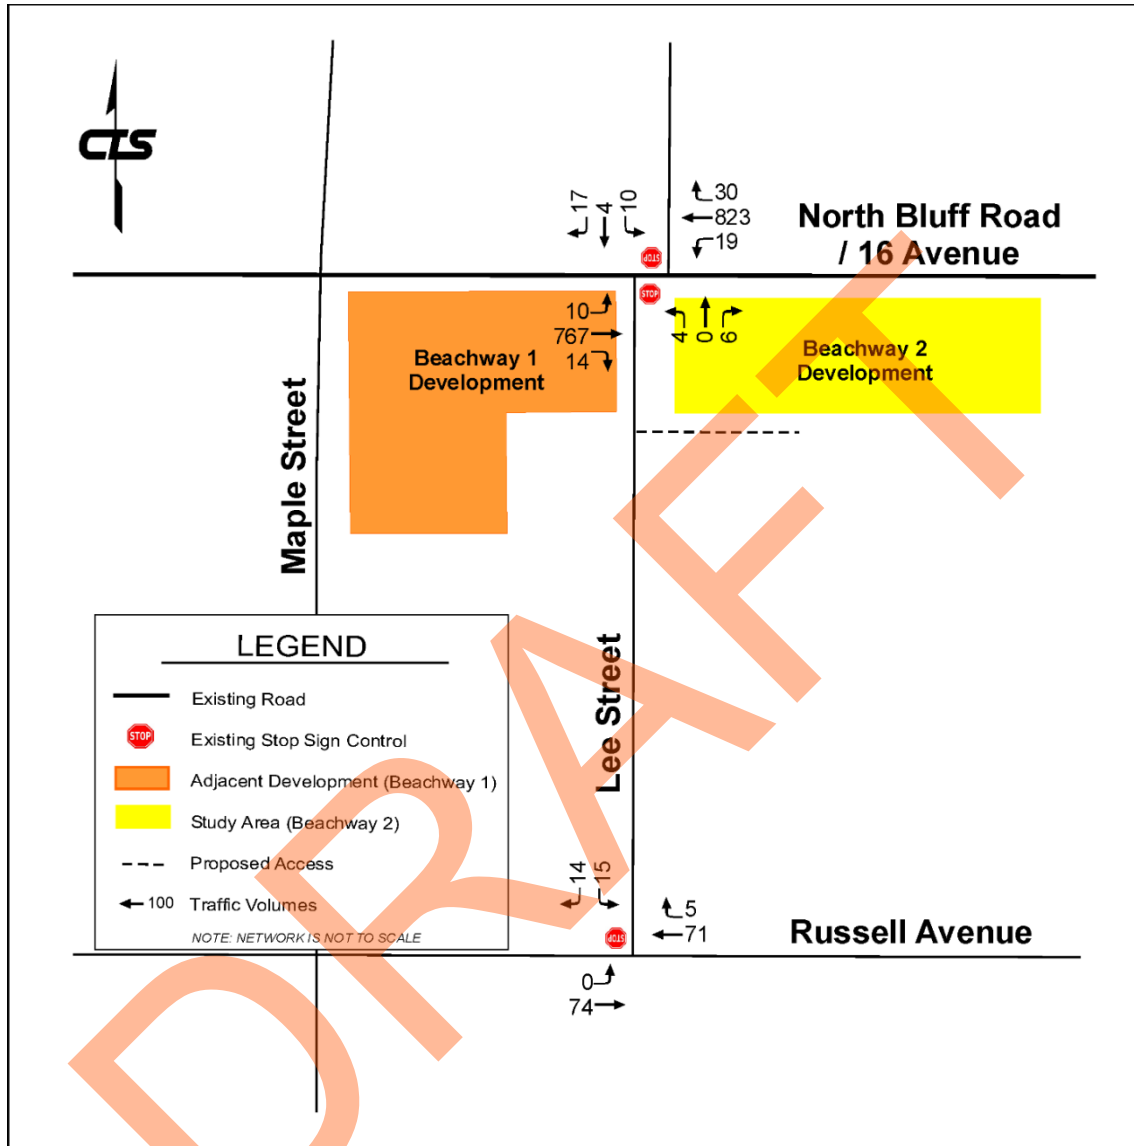 CTS
17
4
10
30
823
19
North Bluff Road
/ 16 Avenue
STOP
STOP
10
767
14
4
0
6
Beachway 1
Development
Beachway 2
Development
Maple Street
Lee Street
LEGEND
Existing Road
STOP
Existing Stop Sign Control
Adjacent Development (Beachway 1)
Study Area (Beachway 2)
Proposed Access
100 Traffic Volumes
NOTE: NETWORK IS NOT TO SCALE
14
15
5
71
STOP
Russell Avenue
0
74
DRAFT